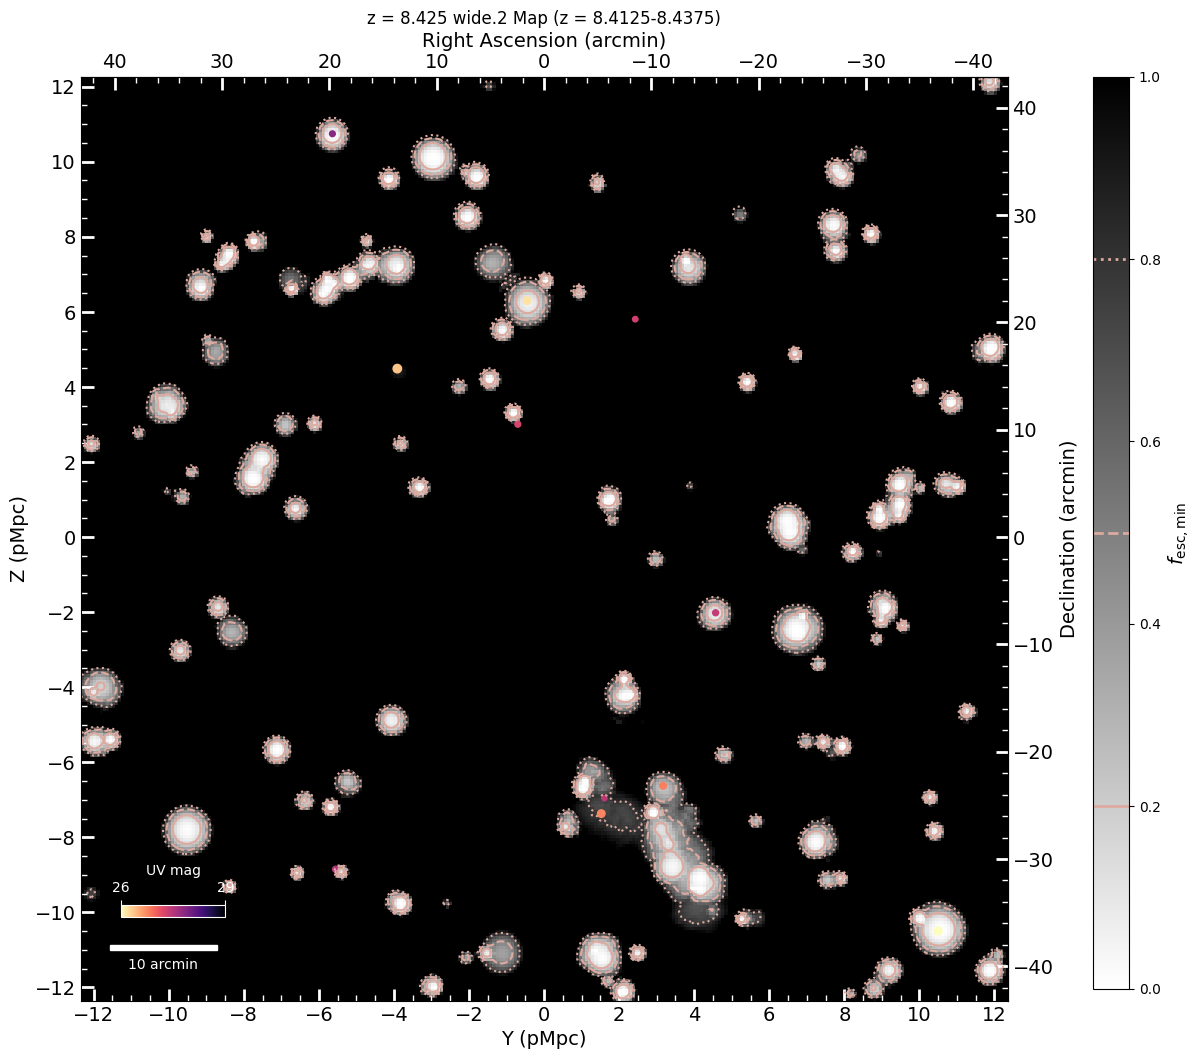 z = 8.425 wide.2 Map (z = 8.4125-8.4375)
Right Ascension (arcmin)
40 30 20 10 0 −10 −20 −30 −40
12 10 8 6 4 2 0 −2 −4 −6 −8 −10 −12
Z (pMpc)
UV mag
26 29
10 arcmin
−12 −10 −8 −6 −4 −2 0 2 4 6 8 10 12
Y (pMpc)
40 30 20 10 0 −10 −20 −30 −40
Declination (arcmin)
1.0
0.8
0.6
0.4
0.2
0.0
fesc,min